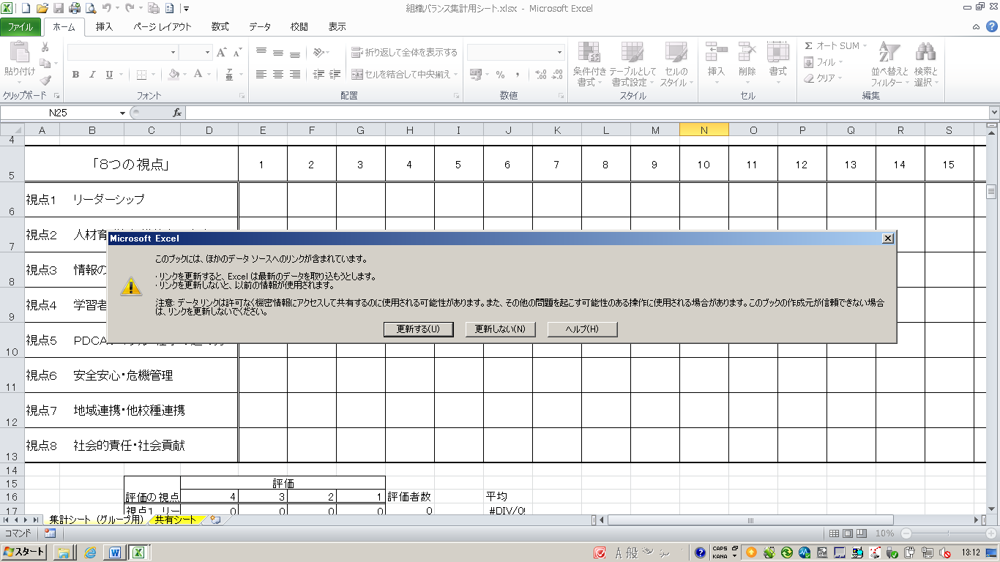 組織バランス集計用シート.xlsx - Microsoft Excel
ファイル ホーム 挿入 ページ レイアウト 数式 データ 校閲 表示
貼り付け
B I U A
折り返して全体を表示する
セルを結合して中央揃え
% ,
条件付き書式 テーブルとして書式設定 セルのスタイル
挿入 削除 書式
Σ オート SUM
フィル
クリア
並べ替えとフィルター 検索と選択
クリップボード フォント 配置 数値 スタイル セル 編集
N25 fx
A B C D E F G H I J K L M N O P Q R S
4
5 「8つの視点」 1 2 3 4 5 6 7 8 9 10 11 12 13 14 15
6 視点1 リーダーシップ
7 視点2 人材育
8 視点3 情報の
9 視点4 学習者
10 視点5 PDCA
11 視点6 安全安心・危機管理
12 視点7 地域連携・他校種連携
13 視点8 社会的責任・社会貢献
Microsoft Excel
このブックには、ほかのデータ ソースへのリンクが含まれています。
・リンクを更新すると、Excel は最新のデータを取り込もうとします。
・リンクを更新しないと、以前の情報が使用されます。
注意: データ リンクは許可なく機密情報にアクセスして共有するのに使用される可能性があります。また、その他の問題を起こす可能性のある操作に使用される場合があります。このブックの作成元が信頼できない場合
は、リンクを更新しないでください。
更新する(U) 更新しない(N) ヘルプ(H)
14
15 評価
16 評価の視点 4 3 2 1 評価者数 平均
17 視点1 リー 0 0 0 0 0 #DIV/0!
集計シート (グループ用) 共有シート
コマンド 10%
スタート A 般 CAPS KANA 13:12